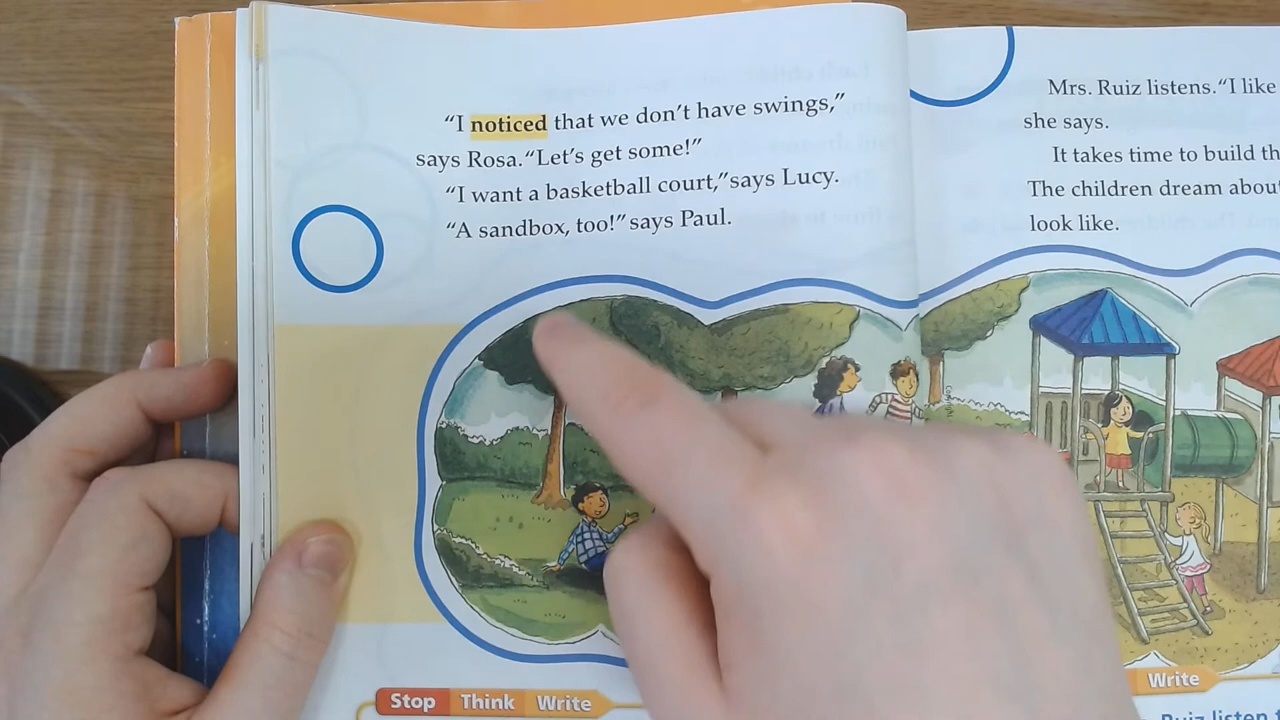 "I noticed that we don't have swings,"
says Rosa. "Let's get some!"
"I want a basketball court," says Lucy.
"A sandbox, too!" says Paul.
Stop Think Write
Mrs. Ruiz listens. "I like
she says.
It takes time to build th
The children dream about
look like.
Write
Ruiz listen t